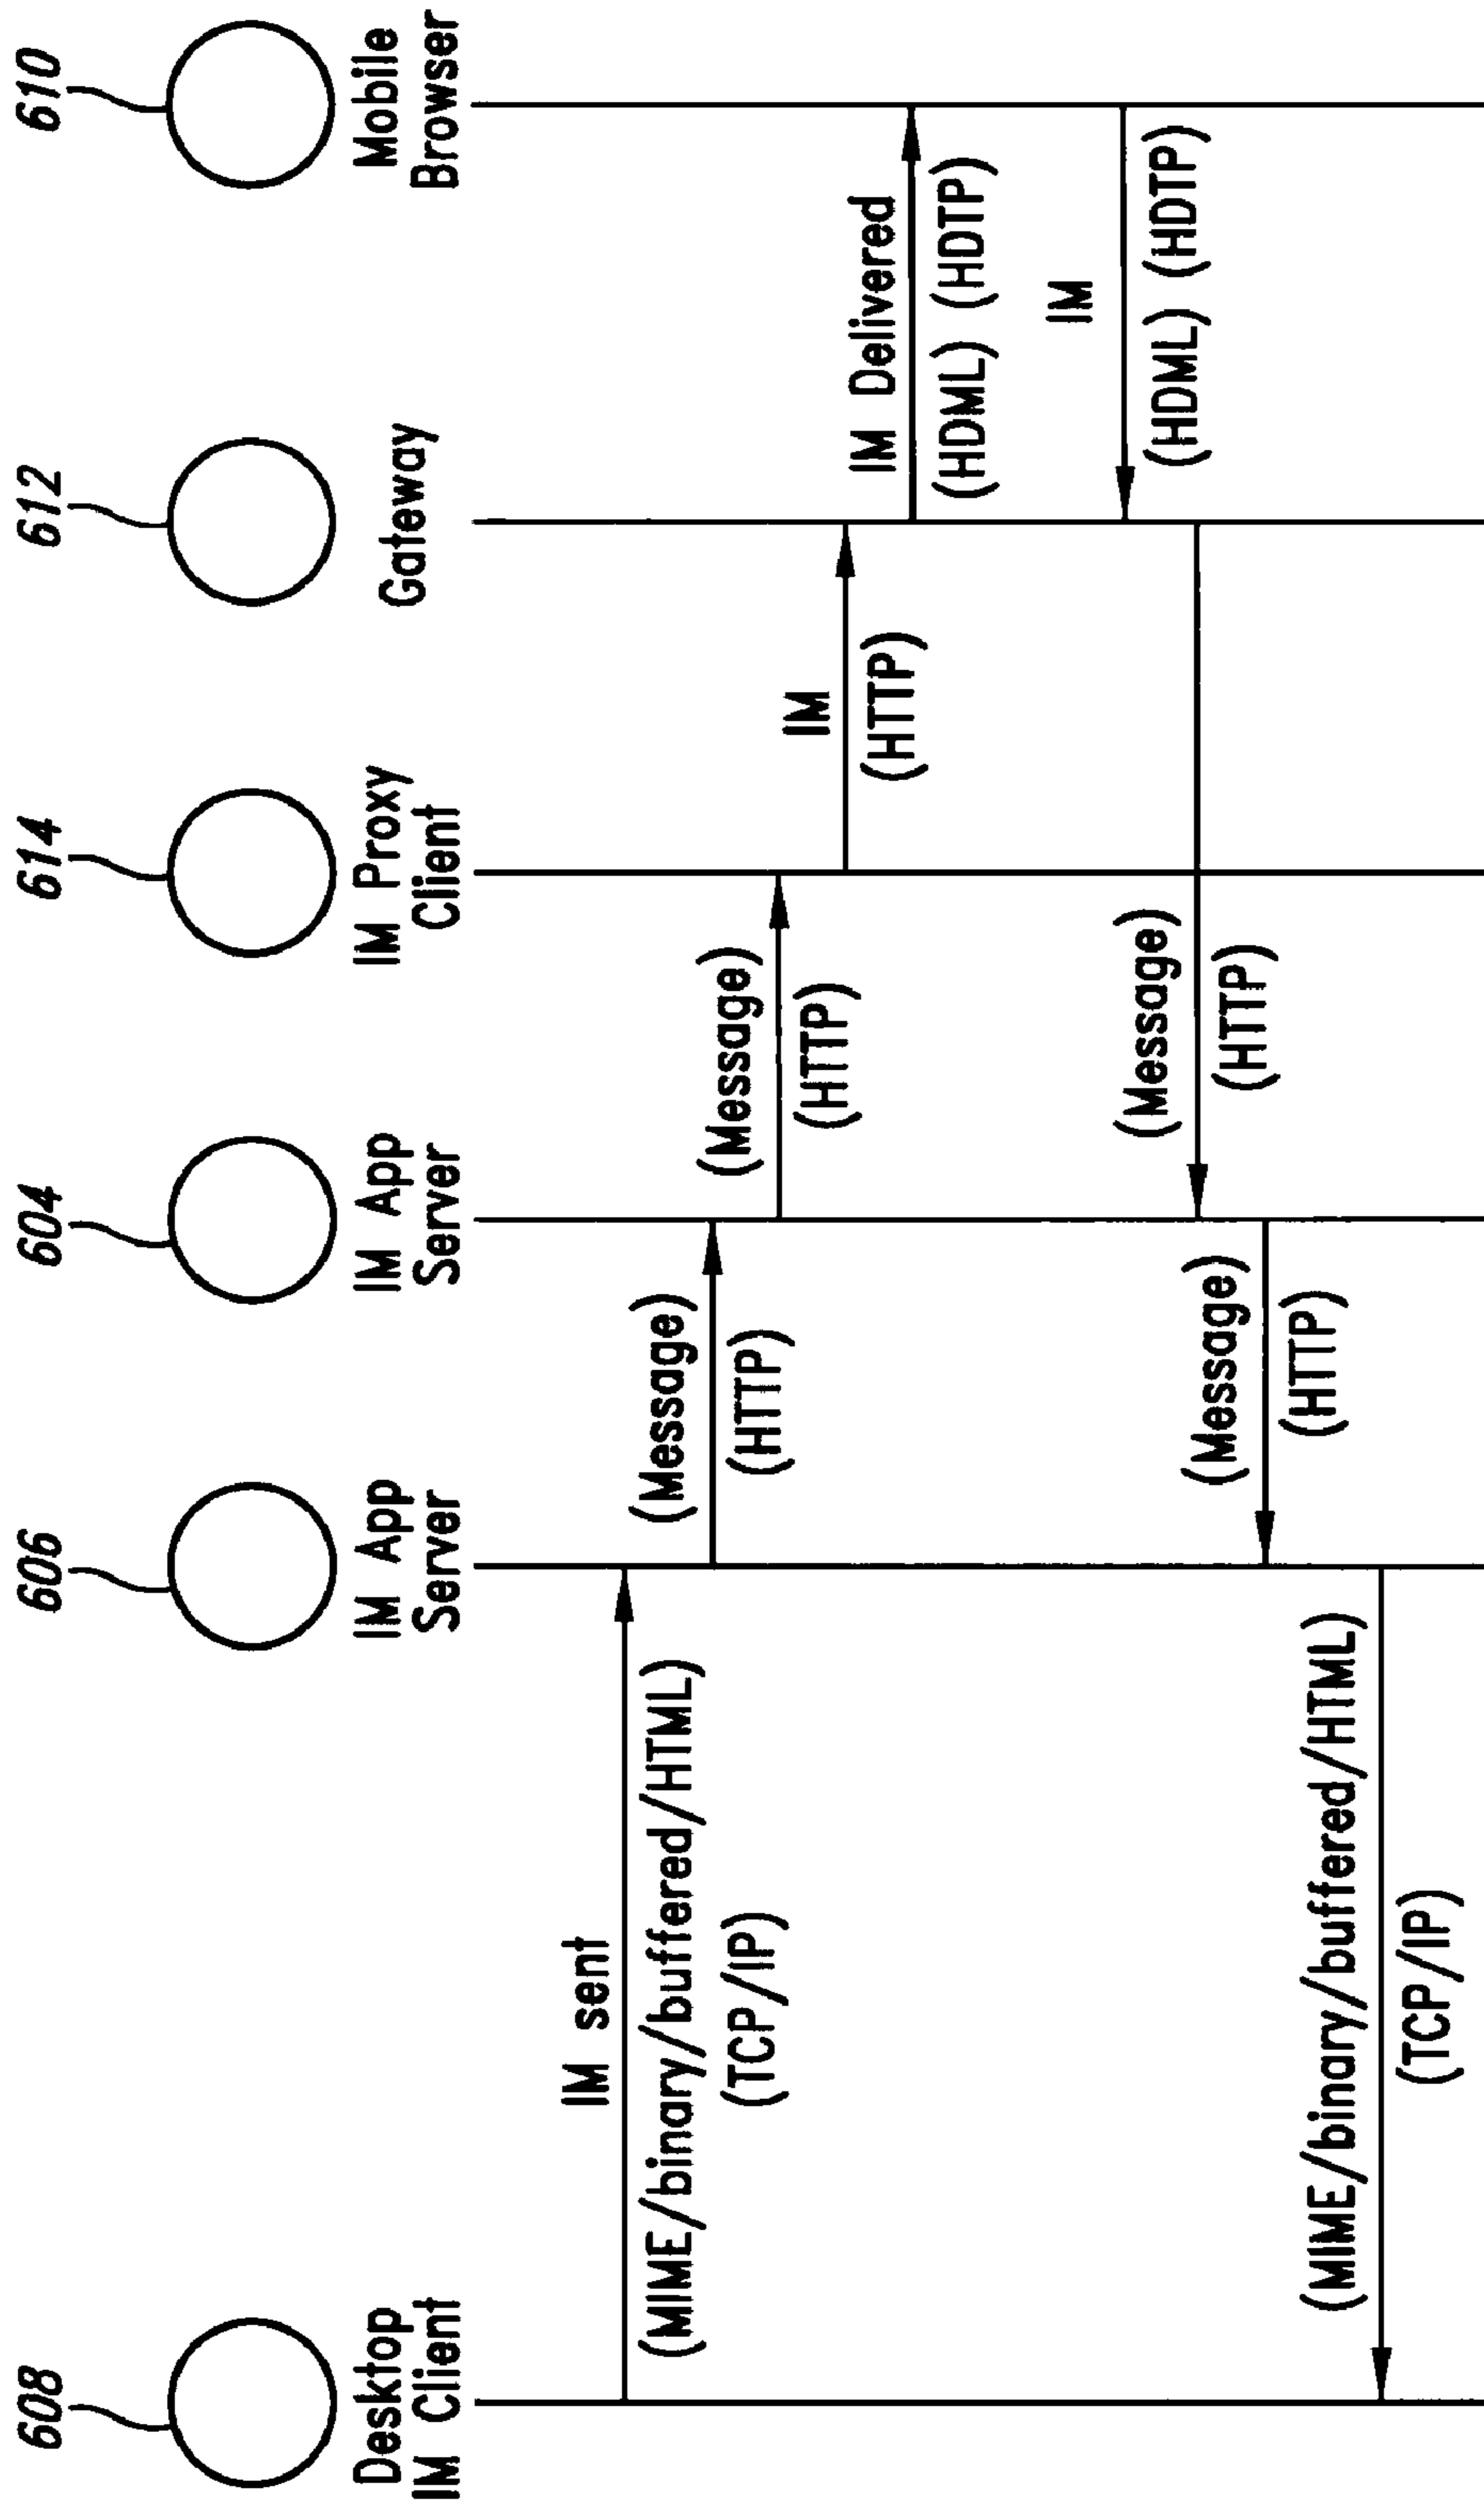 608
606
604
614
612
610
Desktop
IM Client
IM App
Server
IM App
Server
IM Proxy
Client
Gateway
Mobile
Browser
IM sent
(MIME/binary/buffered/HTML)
(TCP/IP)
(Message)
(HTTP)
(Message)
(HTTP)
IM
(HTTP)
IM Delivered
(HDML) (HDTP)
IM
(HDML) (HDTP)
(Message)
(HTTP)
(Message)
(HTTP)
(MIME/binary/buffered/HTML)
(TCP/IP)